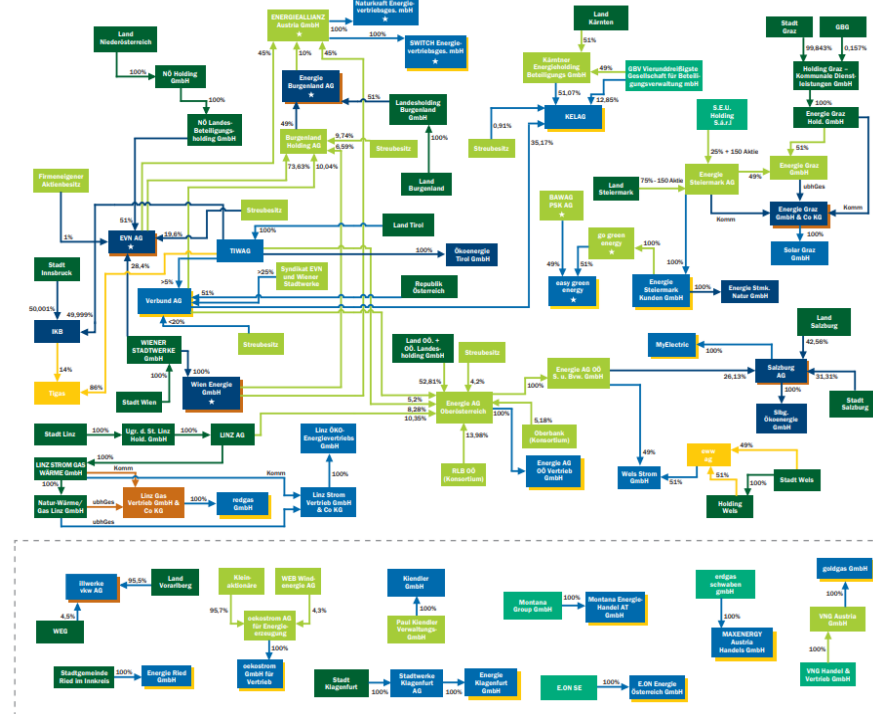 Naturkraft Energie-
vertriebsges. mbH
★
100%
ENERGIEALLIANZ
Austria GmbH
★
100%
SWITCH Energie-
vertriebsges. mbH
45%
10%
45%
Land
Niederösterreich
100%
NÖ Holding
GmbH
100%
NÖ Landes-
Beteiligungs-
holding GmbH
Energie
Burgenland AG
★
51%
Landesholding
Burgenland
GmbH
100%
Land
Burgenland
49%
Burgenland
Holding AG
9,74%
6,59%
Streubesitz
73,63%
10,04%
Land
Kärnten
51%
Kärntner
Energieholding
Beteiligungs GmbH
49%
GBV Vierunddreißigste
Gesellschaft für Beteili-
gungsverwaltung mbH
51,07%
12,85%
KELAG
0,91%
Streubesitz
35,17%
Stadt
Graz
GBG
99,843%
0,157%
Holding Graz –
Kommunale Dienst-
leistungen GmbH
100%
Energie Graz
Hold. GmbH
S.E.U.
Holding
S.à.r.l
25% + 150 Aktie
51%
Land
Steiermark
75% - 150 Aktie
Energie
Steiermark AG
49%
Energie Graz
GmbH
ubhGes
Komm
Komm
Energie Graz
GmbH & Co KG
100%
Solar Graz
GmbH
Firmeneigener
Aktienbesitz
1%
51%
EVN AG
★
19,6%
Streubesitz
26,4%
Land Tirol
100%
TIWAG
100%
Ökoenergie
Tirol GmbH
BAWAG
PSK AG
★
go green
energy
★
100%
49%
51%
easy green
energy
★
Energie
Steiermark
Kunden GmbH
100%
100%
Energie Stmk.
Natur GmbH
Stadt
Innsbruck
50,001%
49,999%
IKB
14%
Tigas
86%
>5%
Verbund AG
>25%
Syndikat EVN
und Wiener
Stadtwerke
51%
Republik
Österreich
<20%
Streubesitz
WIENER
STADTWERKE
GmbH
100%
100%
Stadt Wien
Wien Energie
GmbH
★
Land OÖ. +
OÖ. Landes-
holding GmbH
Streubesitz
52,81%
4,2%
5,2%
8,28%
10,35%
Energie AG
Oberösterreich
100%
Energie AG OÖ
S. u. Bvw. GmbH
5,18%
Oberbank
(Konsortium)
100%
13,98%
RLB OÖ
(Konsortium)
Energie AG
OÖ Vertrieb
GmbH
MyElectric
100%
Land
Salzburg
42,56%
26,13%
Salzburg
AG
31,31%
Stadt
Salzburg
100%
Sbg.
Ökoenergie
GmbH
49%
Wels Strom
GmbH
51%
eww
ag
49%
Stadt Wels
51%
100%
Holding
Wels
Stadt Linz
100%
Ugr. d. St. Linz
Hold. GmbH
100%
LINZ AG
100%
LINZ STROM GAS
WÄRME GmbH
Komm
Komm
100%
Natur-Wärme/
Gas Linz GmbH
ubhGes
Linz Gas
Vertrieb GmbH &
Co KG
100%
redgas
GmbH
Linz ÖKO-
Energievertriebs
GmbH
100%
Linz Strom
Vertrieb GmbH
& Co KG
ubhGes
illwerke
vkw AG
95,5%
Land
Vorarlberg
4,5%
WEG
Klein-
aktionäre
WEB Wind-
energie AG
95,7%
4,3%
oekostrom AG
für Energie-
erzeugung
100%
oekostrom
GmbH für
Vertrieb
Kiendler
GmbH
100%
Paul Kiendler
Verwaltungs-
GmbH
Montana
Group GmbH
100%
Montana Energie-
Handel AT
GmbH
erdgas
schwaben
gmbH
100%
MAXENERGY
Austria
Handels GmbH
goldgas GmbH
100%
VNG Austria
GmbH
100%
VNG Handel &
Vertrieb GmbH
Stadtgemeinde
Ried im Innkreis
100%
Energie Ried
GmbH
Stadt
Klagenfurt
100%
Stadtwerke
Klagenfurt
AG
100%
Energie
Klagenfurt
GmbH
E.ON SE
100%
E.ON Energie
Österreich GmbH